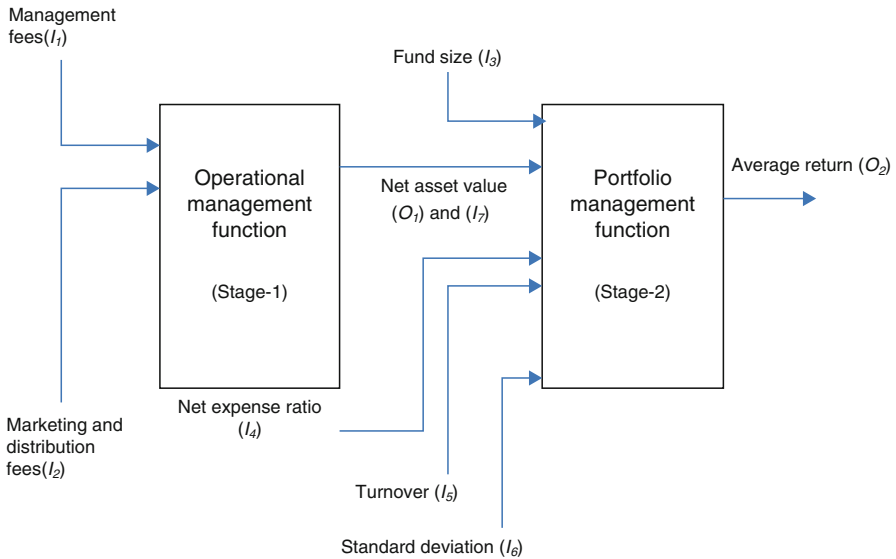 Management
fees(I1)
Fund size (I3)
Operational
management
function
(Stage-1)
Net asset value
(O1) and (I7)
Portfolio
management
function
(Stage-2)
Average return (O2)
Marketing and
distribution
fees(I2)
Net expense ratio
(I4)
Turnover (I5)
Standard deviation (I6)